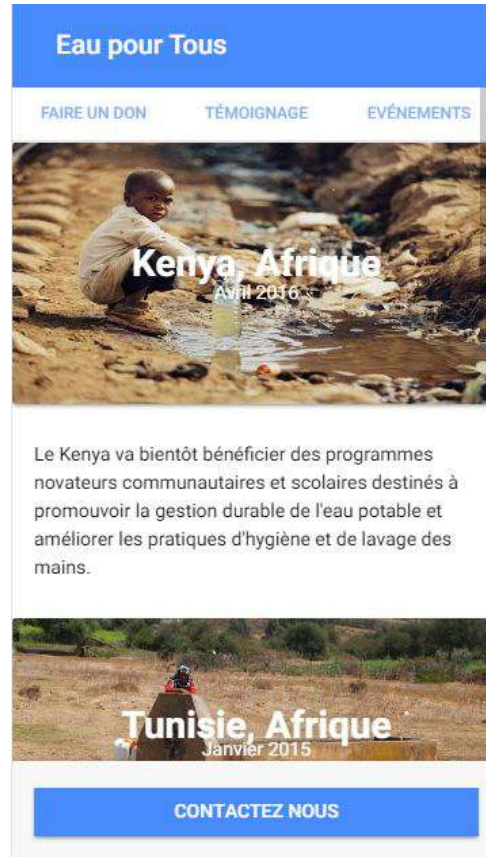 Eau pour Tous
FAIRE UN DON TÉMOIGNAGE EVÉNEMENTS
Kenya, Afrique
Avril 2016
Le Kenya va bientôt bénéficier des programmes
novateurs communautaires et scolaires destinés à
promouvoir la gestion durable de l'eau potable et
améliorer les pratiques d'hygiène et de lavage des
mains.
Tunisie, Afrique
Janvier 2015
CONTACTEZ NOUS